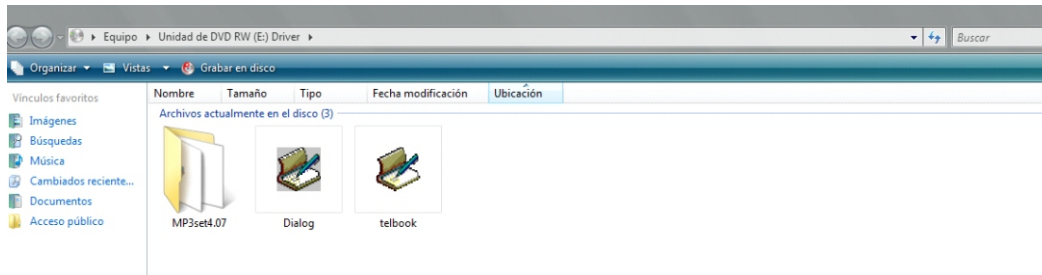 Equipo Unidad de DVD RW (E:) Driver Buscar
Organizar Vistas Grabar en disco
Vínculos favoritos
Imágenes
Búsquedas
Música
Cambiados reciente...
Documentos
Acceso público
Nombre Tamaño Tipo Fecha modificación Ubicación
Archivos actualmente en el disco (3)
MP3set4.07 Dialog telbook